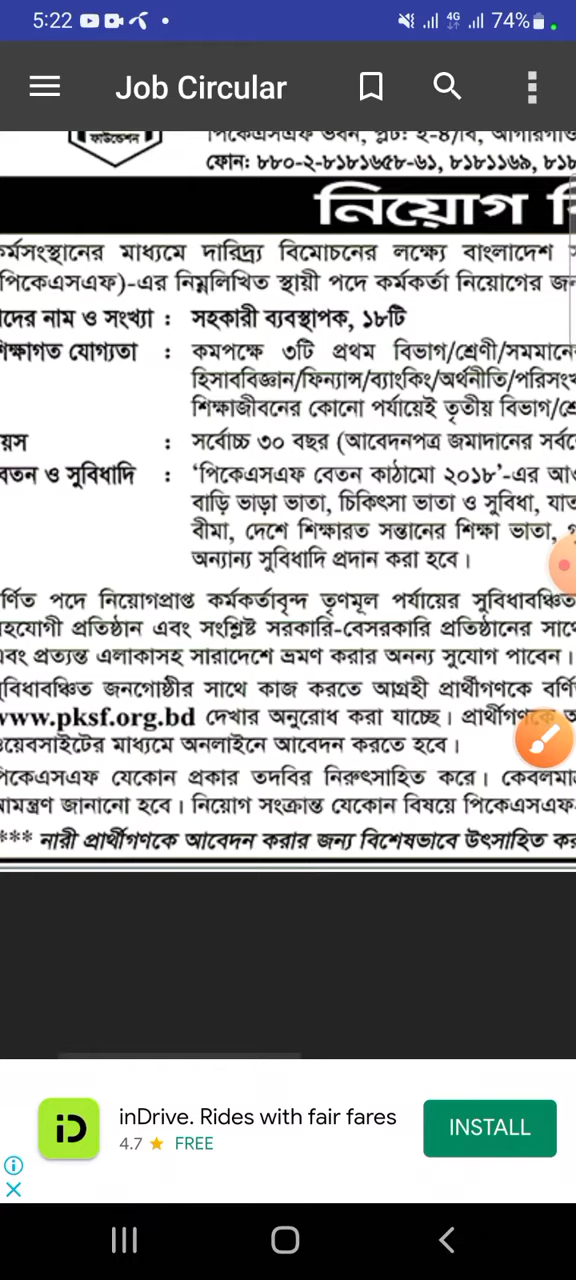 5:22
4G
74%
Job Circular
ফাউন্ডেশন
পিকেএসএফ ভবন, প্লট: ই-৪/বি, আগারগাঁ
ফোন: ৮৮০-২-৮১৮১৬৫৮-৬১, ৮১৮১১৬৯, ৮১৮
নিয়োগ বি
কর্মসংস্থানের মাধ্যমে দারিদ্র্য বিমোচনের লক্ষ্যে বাংলাদেশ
পিকেএসএফ)-এর নিম্নলিখিত স্থায়ী পদে কর্মকর্তা নিয়োগের জন
দের নাম ও সংখ্যা : সহকারী ব্যবস্থাপক, ১৮টি
শিক্ষাগত যোগ্যতা : কমপক্ষে ৩টি প্রথম বিভাগ/শ্রেণী/সমমানের
হিসাববিজ্ঞান/ফিন্যান্স/ব্যাংকিং/অর্থনীতি/পরিসংখ
শিক্ষাজীবনের কোনো পর্যায়েই তৃতীয় বিভাগ/শ্রে
য়স : সর্বোচ্চ ৩০ বছর (আবেদনপত্র জমাদানের সর্বশে
বেতন ও সুবিধাদি : ‘পিকেএসএফ বেতন কাঠামো ২০১৮’-এর আও
বাড়ি ভাড়া ভাতা, চিকিৎসা ভাতা ও সুবিধা, যাত
বীমা, দেশে শিক্ষারত সন্তানের শিক্ষা ভাতা, গৃ
অন্যান্য সুবিধাদি প্রদান করা হবে।
র্ণিত পদে নিয়োগপ্রাপ্ত কর্মকর্তাবৃন্দ তৃণমূল পর্যায়ের সুবিধাবঞ্চিত
হযোগী প্রতিষ্ঠান এবং সংশ্লিষ্ট সরকারি-বেসরকারি প্রতিষ্ঠানের সাথে
এবং প্রত্যন্ত এলাকাসহ সারাদেশে ভ্রমণ করার অনন্য সুযোগ পাবেন।
সুবিধাবঞ্চিত জনগোষ্ঠীর সাথে কাজ করতে আগ্রহী প্রার্থীগণকে বর্ণি
www.pksf.org.bd দেখার অনুরোধ করা যাচ্ছে। প্রার্থীগণকে অ
ওয়েবসাইটের মাধ্যমে অনলাইনে আবেদন করতে হবে।
পিকেএসএফ যেকোন প্রকার তদবির নিরুৎসাহিত করে। কেবলমা
আমন্ত্রণ জানানো হবে। নিয়োগ সংক্রান্ত যেকোন বিষয়ে পিকেএসএফ-
*** নারী প্রার্থীগণকে আবেদন করার জন্য বিশেষভাবে উৎসাহিত কর
inDrive. Rides with fair fares
4.7 ★ FREE
INSTALL